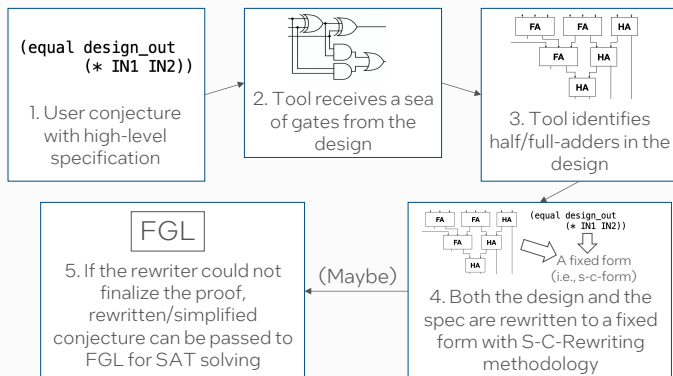 (equal design_out
(* IN1 IN2))
1. User conjecture
with high-level
specification
2. Tool receives a sea
of gates from the
design
FA
FA
HA
FA
HA
HA
3. Tool identifies
half/full-adders in the
design
FA
FA
HA
FA
HA
HA
(equal design_out
(* IN1 IN2))
A fixed form
(i.e., s-c-form)
4. Both the design and the
spec are rewritten to a fixed
form with S-C-Rewriting
methodology
(Maybe)
FGL
5. If the rewriter could not
finalize the proof,
rewritten/simplified
conjecture can be passed to
FGL for SAT solving